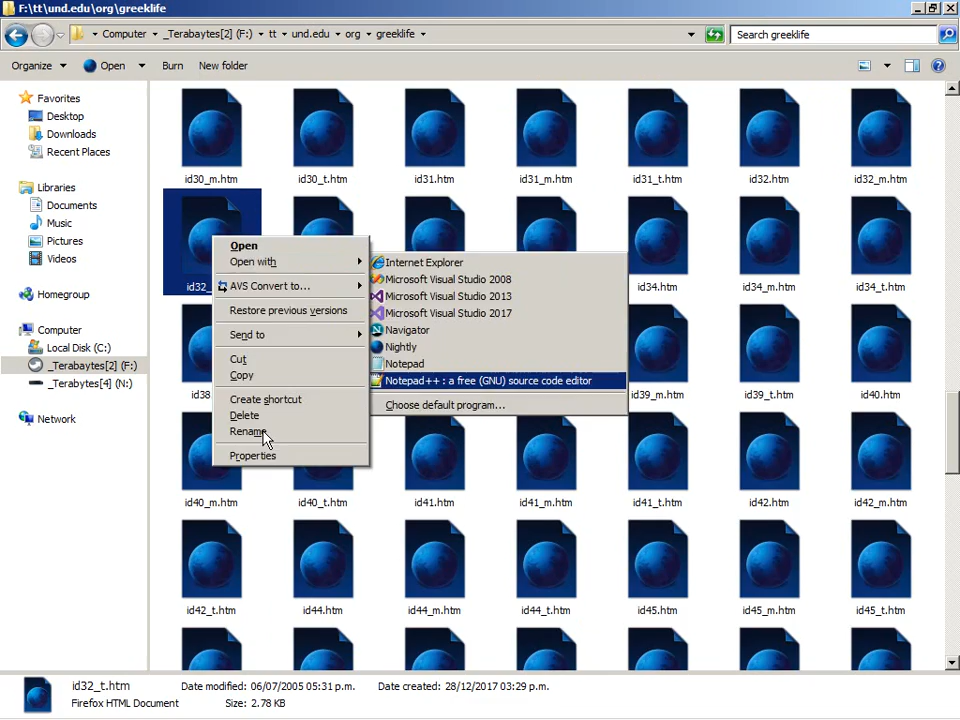 F:\tt\und.edu\org\greeklife
Computer _Terabaytes[2] (F:) tt und.edu org greeklife
Search greeklife
Organize Open Burn New folder
Favorites
Desktop
Downloads
Recent Places
Libraries
Documents
Music
Pictures
Videos
Homegroup
Computer
Local Disk (C:)
_Terabaytes[2] (F:)
_Terabytes[4] (N:)
Network
id30_m.htm id30_t.htm id31.htm id31_m.htm id31_t.htm id32.htm id32_m.htm
id32_ id34.htm id34_m.htm id34_t.htm
id38 id39_m.htm id39_t.htm id40.htm
id40_m.htm id40_t.htm id41.htm id41_m.htm id41_t.htm id42.htm id42_m.htm
id42_t.htm id44.htm id44_m.htm id44_t.htm id45.htm id45_m.htm id45_t.htm
Open
Open with
AVS Convert to...
Restore previous versions
Send to
Cut
Copy
Create shortcut
Delete
Rename
Properties
Internet Explorer
Microsoft Visual Studio 2008
Microsoft Visual Studio 2013
Microsoft Visual Studio 2017
Navigator
Nightly
Notepad
Notepad++ : a free (GNU) source code editor
Choose default program...
id32_t.htm Date modified: 06/07/2005 05:31 p.m. Date created: 28/12/2017 03:29 p.m.
Firefox HTML Document Size: 2.78 KB